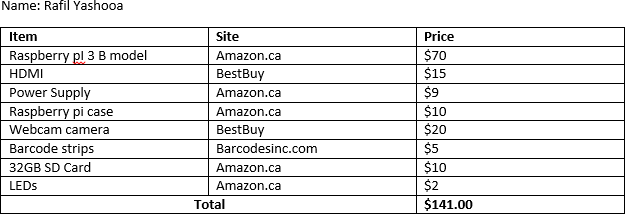 Name: Rafil Yashooa
Item Site Price
Raspberry pI 3 B model Amazon.ca $70
HDMI BestBuy $15
Power Supply Amazon.ca $9
Raspberry pi case Amazon.ca $10
Webcam camera BestBuy $20
Barcode strips Barcodesinc.com $5
32GB SD Card Amazon.ca $10
LEDs Amazon.ca $2
Total $141.00